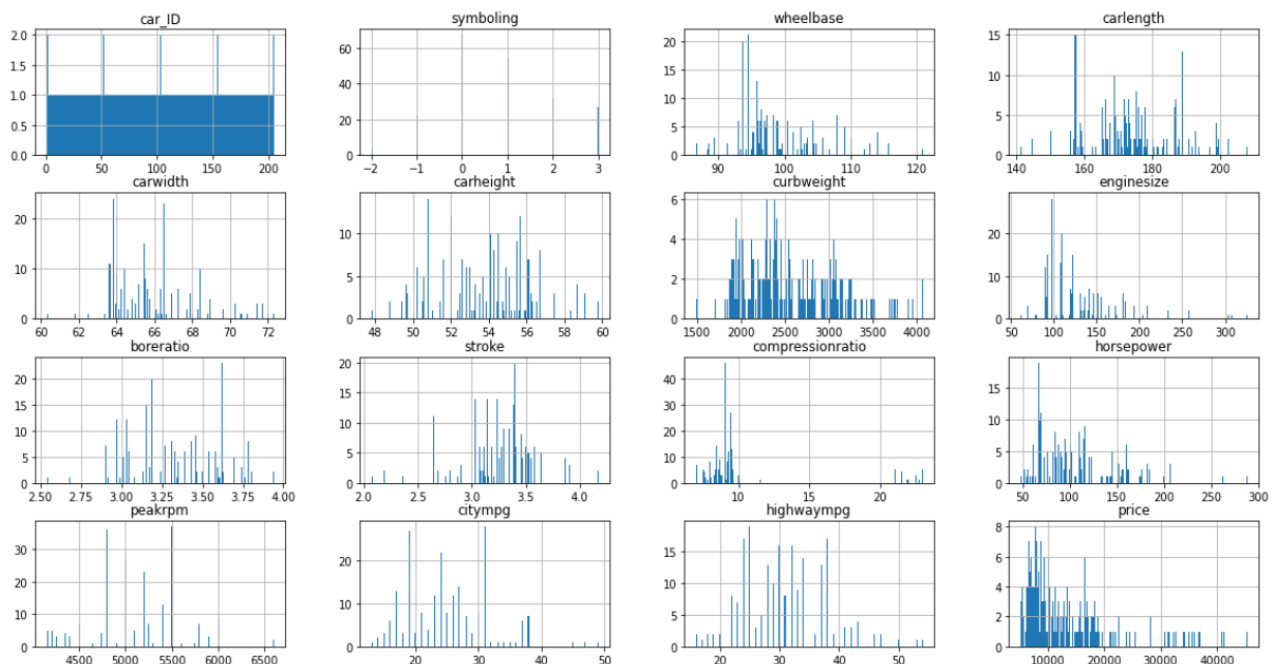 car_ID symboling wheelbase carlength
2.0 60 20 15
1.5 15 10
1.0 40 10
0.5 20 5 5
0.0 0 0 0
0 50 100 150 200 −2 −1 0 1 2 3 90 100 110 120 140 160 180 200
carwidth carheight curbweight enginesize
20 10 6 20
10 5 4 10
2
0 0 0 0
60 62 64 66 68 70 72 48 50 52 54 56 58 60 1500 2000 2500 3000 3500 4000 50 100 150 200 250 300
boreratio stroke compressionratio horsepower
20 20 40 15
15 15 30
10 10 20 10
5 5 10 5
0 0 0 0
2.50 2.75 3.00 3.25 3.50 3.75 4.00 2.0 2.5 3.0 3.5 4.0 10 15 20 50 100 150 200 250 300
peakrpm citympg highwaympg price
30 20 15 8
20 10 6
10 10 5 4
2
0 0 0 0
4500 5000 5500 6000 6500 20 30 40 50 20 30 40 50 10000 20000 30000 40000